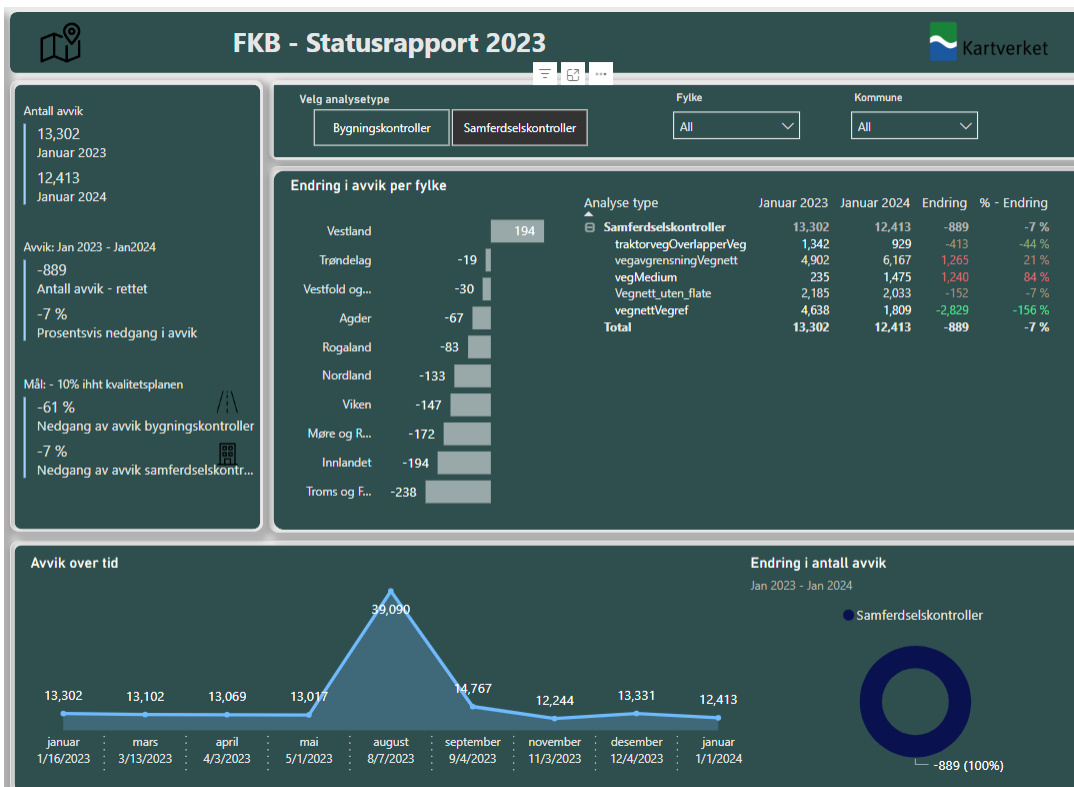 FKB - Statusrapport 2023
Kartverket
Antall avvik
13,302
Januar 2023
12,413
Januar 2024
Avvik: Jan 2023 - Jan2024
-889
Antall avvik - rettet
-7 %
Prosentsvis nedgang i avvik
Mål: - 10% ihht kvalitetsplanen
-61 %
Nedgang av avvik bygningskontroller
-7 %
Nedgang av avvik samferdselskontr...
Velg analysetype
Bygningskontroller
Samferdselskontroller
Fylke
All
Kommune
All
Endring i avvik per fylke
Vestland 194
Trøndelag -19
Vestfold og... -30
Agder -67
Rogaland -83
Nordland -133
Viken -147
Møre og R... -172
Innlandet -194
Troms og F... -238
Analyse type Januar 2023 Januar 2024 Endring % - Endring
Samferdselskontroller 13,302 12,413 -889 -7 %
traktorvegOverlapperVeg 1,342 929 -413 -44 %
vegavgrensningVegnett 4,902 6,167 1,265 21 %
vegMedium 235 1,475 1,240 84 %
Vegnett_uten_flate 2,185 2,033 -152 -7 %
vegnettVegref 4,638 1,809 -2,829 -156 %
Total 13,302 12,413 -889 -7 %
Avvik over tid
39,090
13,302 13,102 13,069 13,017 14,767 12,244 13,331 12,413
januar mars april mai august september november desember januar
1/16/2023 3/13/2023 4/3/2023 5/1/2023 8/7/2023 9/4/2023 11/3/2023 12/4/2023 1/1/2024
Endring i antall avvik
Jan 2023 - Jan 2024
Samferdselskontroller
-889 (100%)